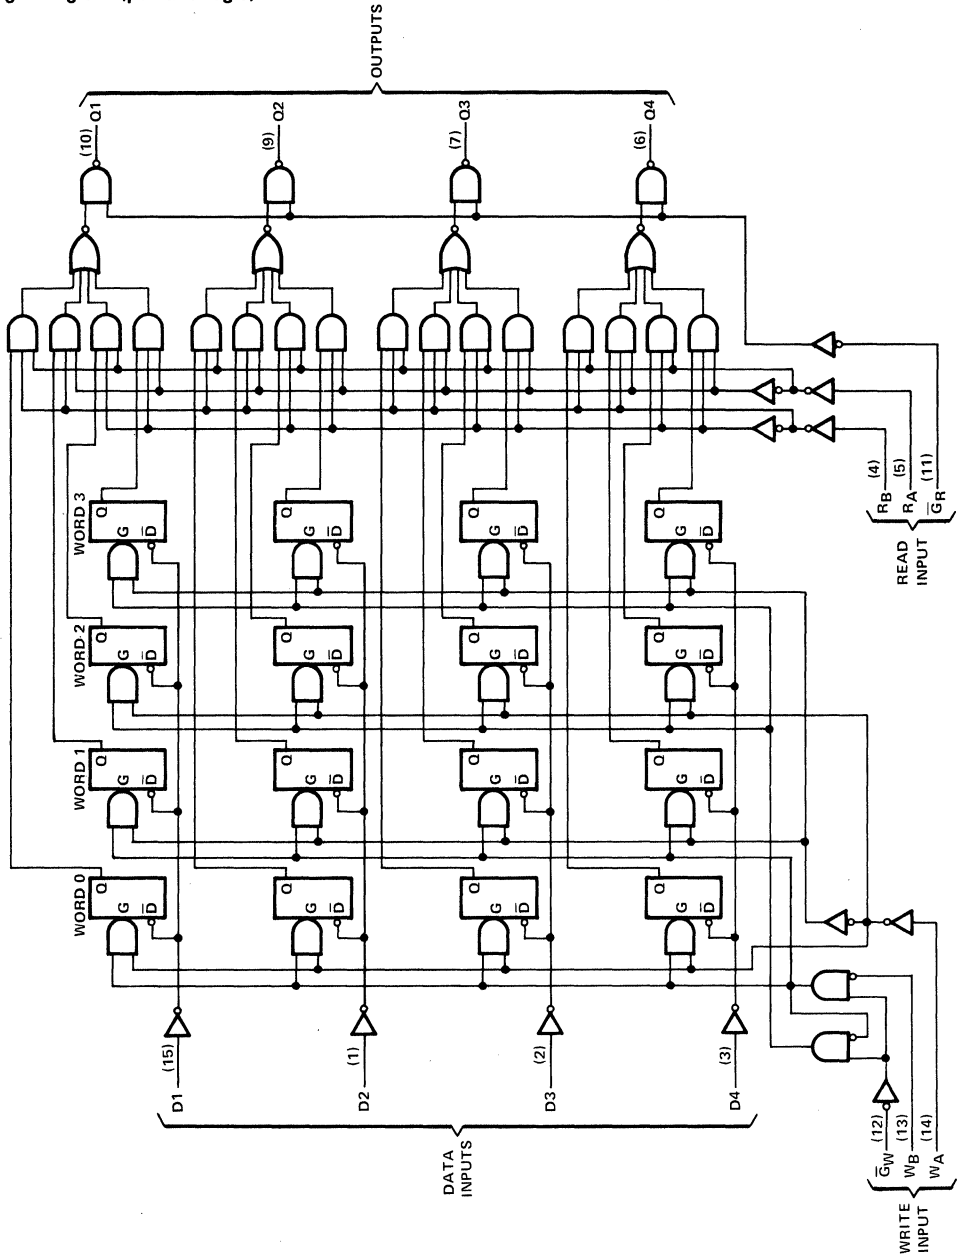 OUTPUTS
(10) Q1
(9) Q2
(7) Q3
(6) Q4
WORD 0
WORD 1
WORD 2
WORD 3
Q
G
D̅
Q
G
D̅
Q
G
D̅
Q
G
D̅
Q
G
D̅
Q
G
D̅
Q
G
D̅
Q
G
D̅
Q
G
D̅
Q
G
D̅
Q
G
D̅
Q
G
D̅
Q
G
D̅
Q
G
D̅
Q
G
D̅
Q
G
D̅
DATA
INPUTS
D1 (15)
D2 (1)
D3 (2)
D4 (3)
WRITE
INPUT
G̅W (12)
WB (13)
WA (14)
READ
INPUT
RB (4)
RA (5)
G̅R (11)